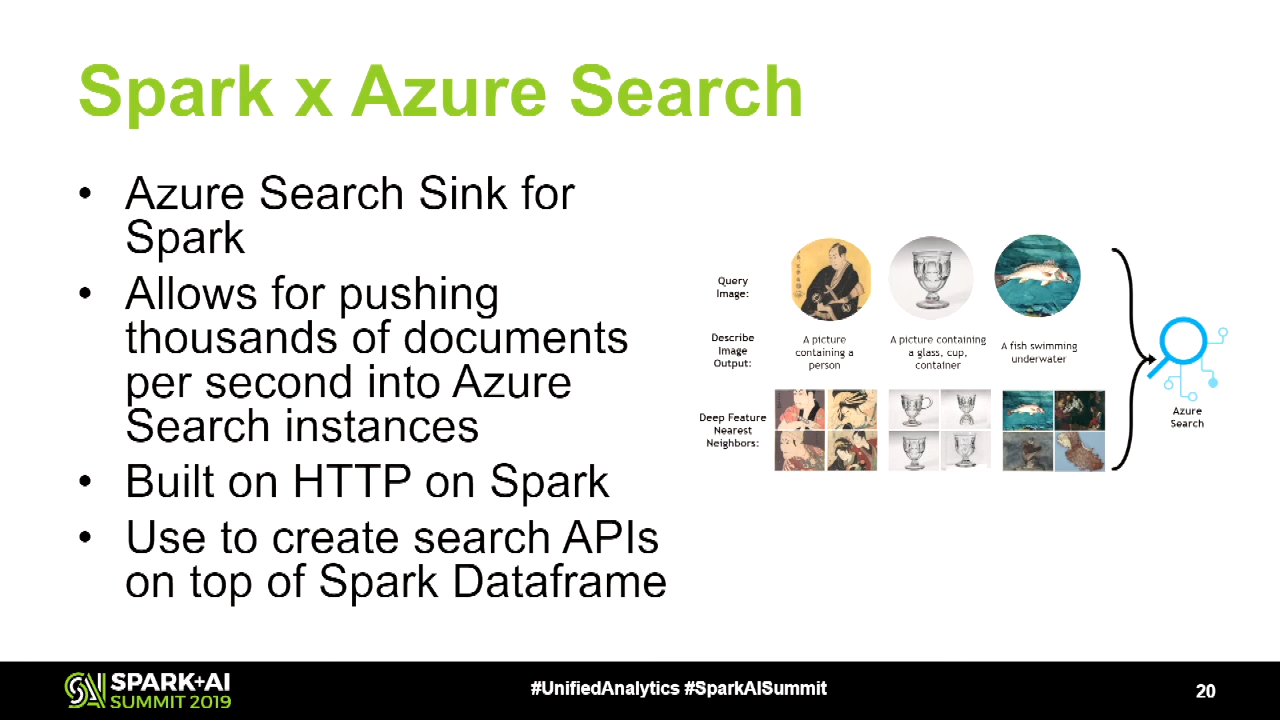 Spark x Azure Search
• Azure Search Sink for
Spark
• Allows for pushing
thousands of documents
per second into Azure
Search instances
• Built on HTTP on Spark
• Use to create search APIs
on top of Spark Dataframe
Query
Image:
Describe
Image
Output:
A picture
containing a
person
A picture containing
a glass, cup,
container
A fish swimming
underwater
Deep Feature
Nearest
Neighbors:
Azure
Search
SPARK+AI
SUMMIT 2019
#UnifiedAnalytics #SparkAISummit
20